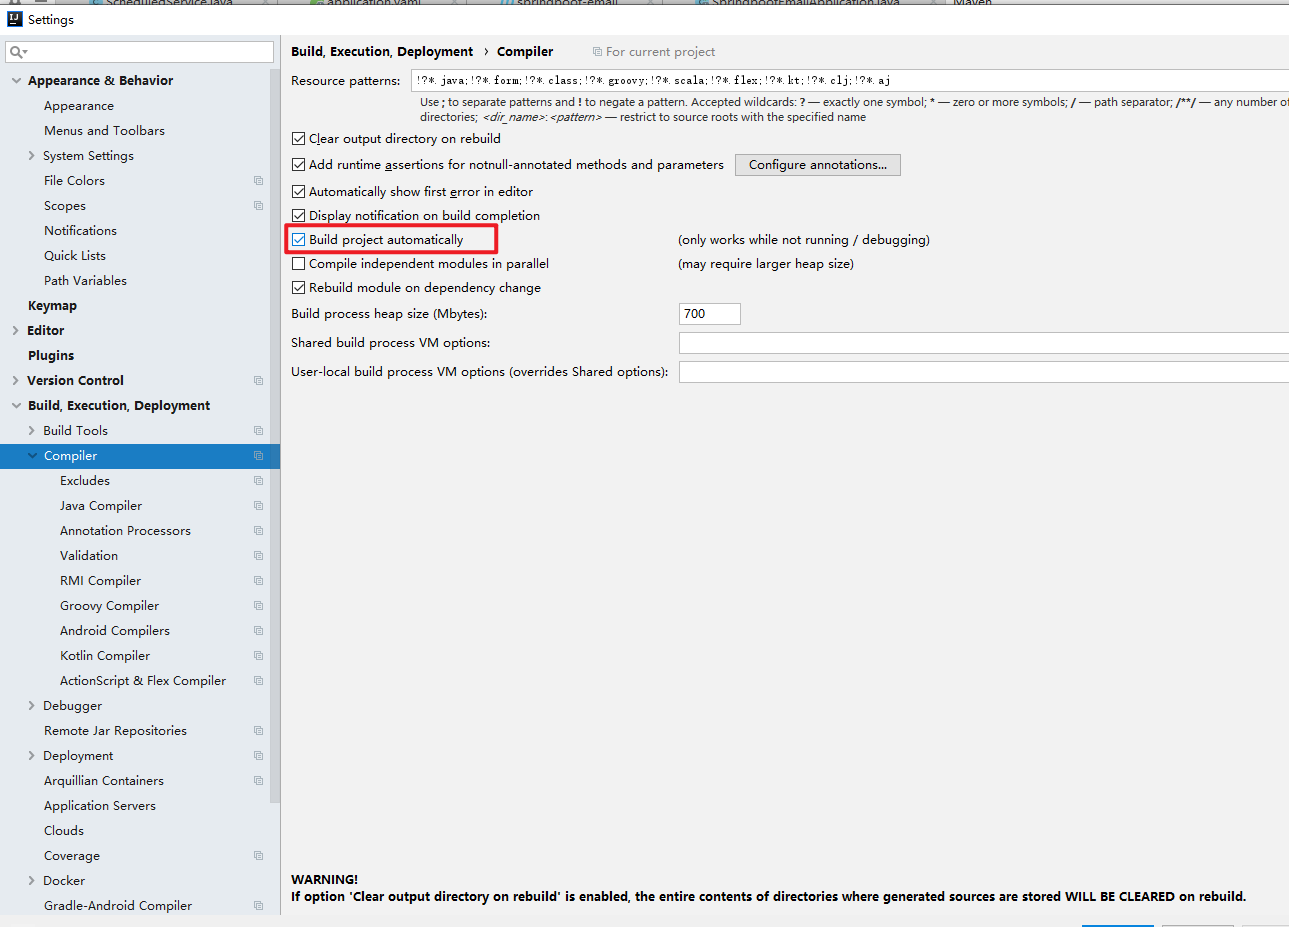 ScheduledService.java
application.yaml
springboot-email
SpringbootEmailApplication.java
Maven
Settings
Build, Execution, Deployment › Compiler
For current project
Appearance & Behavior
Appearance
Menus and Toolbars
System Settings
File Colors
Scopes
Notifications
Quick Lists
Path Variables
Keymap
Editor
Plugins
Version Control
Build, Execution, Deployment
Build Tools
Compiler
Excludes
Java Compiler
Annotation Processors
Validation
RMI Compiler
Groovy Compiler
Android Compilers
Kotlin Compiler
ActionScript & Flex Compiler
Debugger
Remote Jar Repositories
Deployment
Arquillian Containers
Application Servers
Clouds
Coverage
Docker
Gradle-Android Compiler
Resource patterns: !?*.java;!?*.form;!?*.class;!?*.groovy;!?*.scala;!?*.flex;!?*.kt;!?*.clj;!?*.aj
Use ; to separate patterns and ! to negate a pattern. Accepted wildcards: ? — exactly one symbol; * — zero or more symbols; / — path separator; /**/ — any number of
directories; <dir_name>:<pattern> — restrict to source roots with the specified name
Clear output directory on rebuild
Add runtime assertions for notnull-annotated methods and parameters
Configure annotations...
Automatically show first error in editor
Display notification on build completion
Build project automatically (only works while not running / debugging)
Compile independent modules in parallel (may require larger heap size)
Rebuild module on dependency change
Build process heap size (Mbytes): 700
Shared build process VM options:
User-local build process VM options (overrides Shared options):
WARNING!
If option 'Clear output directory on rebuild' is enabled, the entire contents of directories where generated sources are stored WILL BE CLEARED on rebuild.